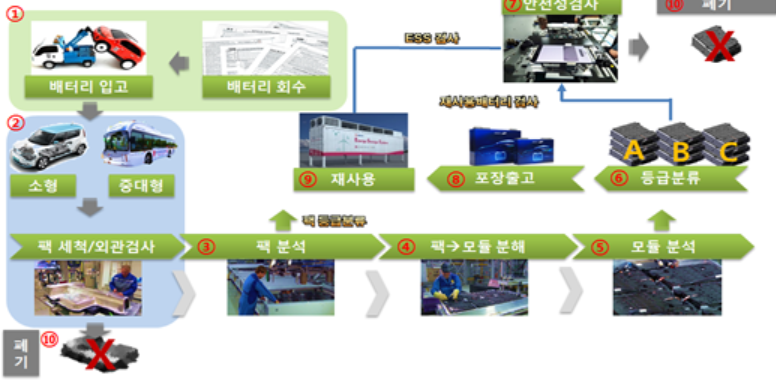 ①
배터리 입고
배터리 회수
②
소형
중대형
팩 세척/외관검사
⑩
폐기
③ 팩 분석
팩 등급분류
④ 팩→모듈 분해
⑤ 모듈 분석
⑥ 등급분류
A B C
재사용배터리 검사
⑦ 안전성검사
ESS 검사
⑧ 포장출고
⑨ 재사용
⑩ 폐기
X
X